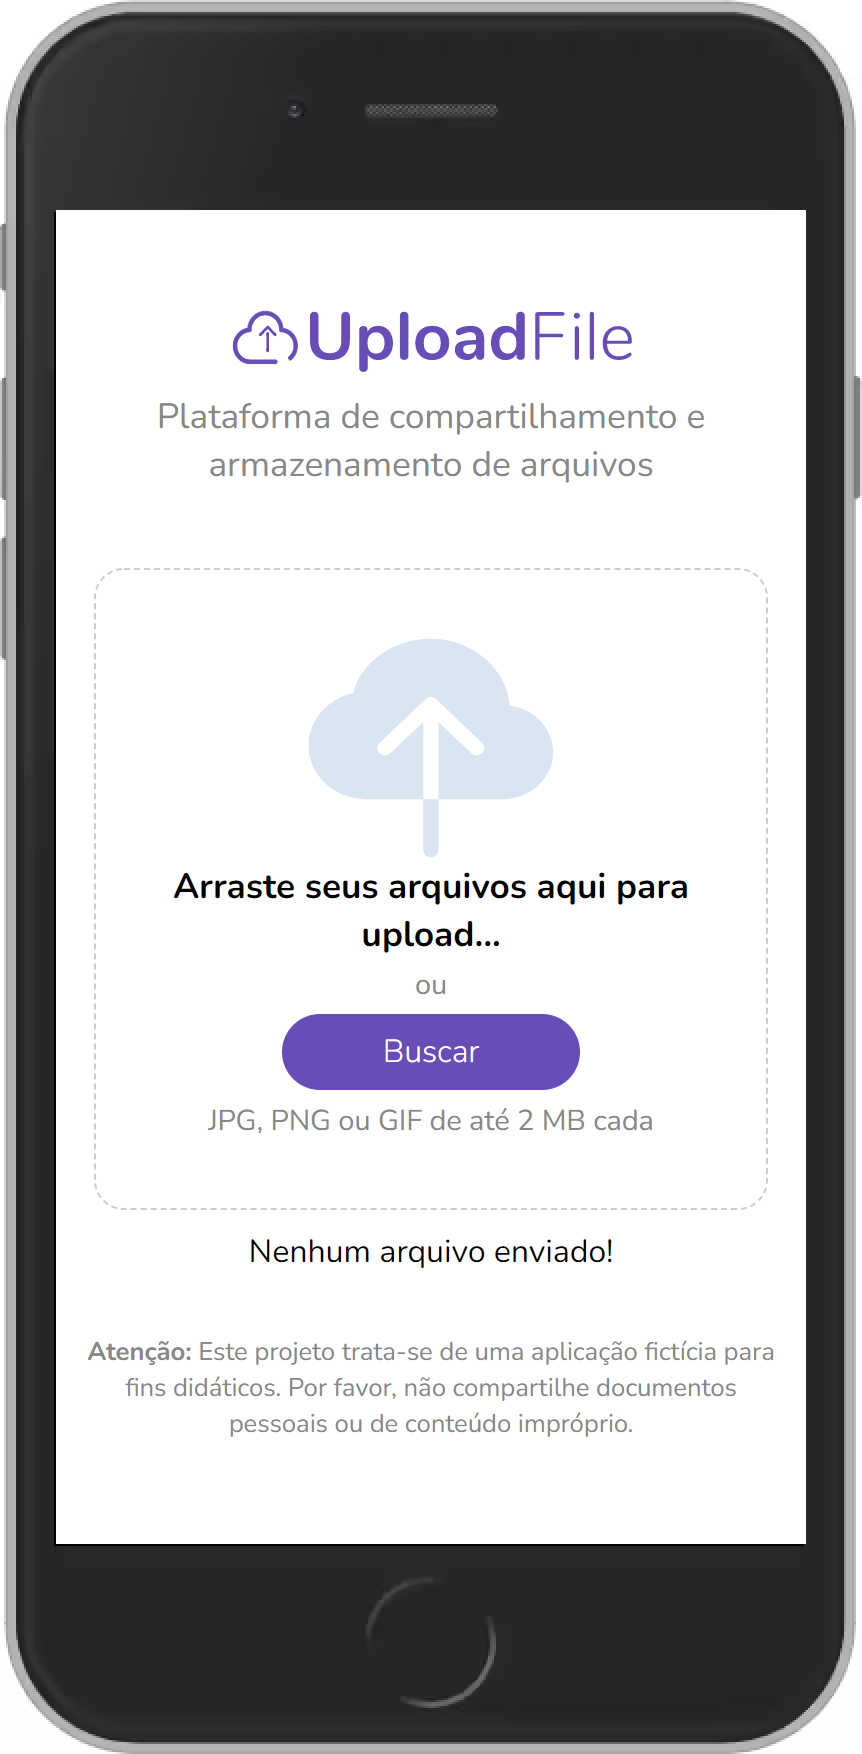 UploadFile
Plataforma de compartilhamento e
armazenamento de arquivos
Arraste seus arquivos aqui para
upload...
ou
Buscar
JPG, PNG ou GIF de até 2 MB cada
Nenhum arquivo enviado!
Atenção: Este projeto trata-se de uma aplicação fictícia para
fins didáticos. Por favor, não compartilhe documentos
pessoais ou de conteúdo impróprio.